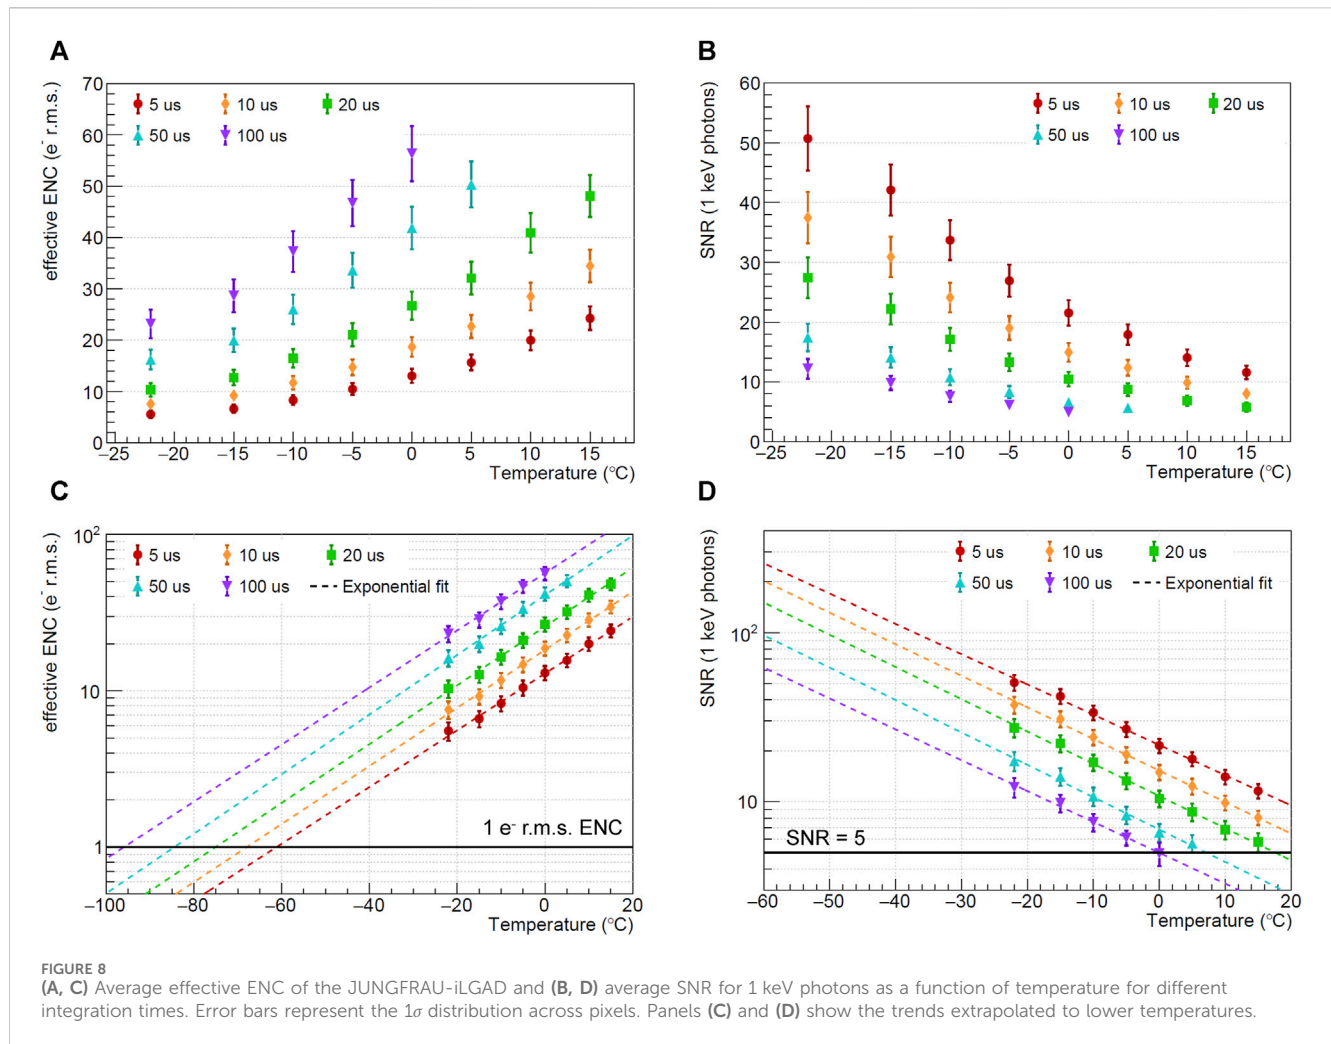 A
effective ENC (e⁻ r.m.s.)
70
60
50
40
30
20
10
0
5 us
10 us
20 us
50 us
100 us
−25 −20 −15 −10 −5 0 5 10 15
Temperature (°C)
B
SNR (1 keV photons)
60
50
40
30
20
10
0
5 us
10 us
20 us
50 us
100 us
−25 −20 −15 −10 −5 0 5 10 15
Temperature (°C)
C
effective ENC (e⁻ r.m.s.)
10²
10
1
5 us
10 us
20 us
50 us
100 us
Exponential fit
1 e⁻ r.m.s. ENC
−100 −80 −60 −40 −20 0 20
Temperature (°C)
D
SNR (1 keV photons)
10²
10
5 us
10 us
20 us
50 us
100 us
Exponential fit
SNR = 5
−60 −50 −40 −30 −20 −10 0 10 20
Temperature (°C)
FIGURE 8
(A, C) Average effective ENC of the JUNGFRAU-iLGAD and (B, D) average SNR for 1 keV photons as a function of temperature for different
integration times. Error bars represent the 1σ distribution across pixels. Panels (C) and (D) show the trends extrapolated to lower temperatures.